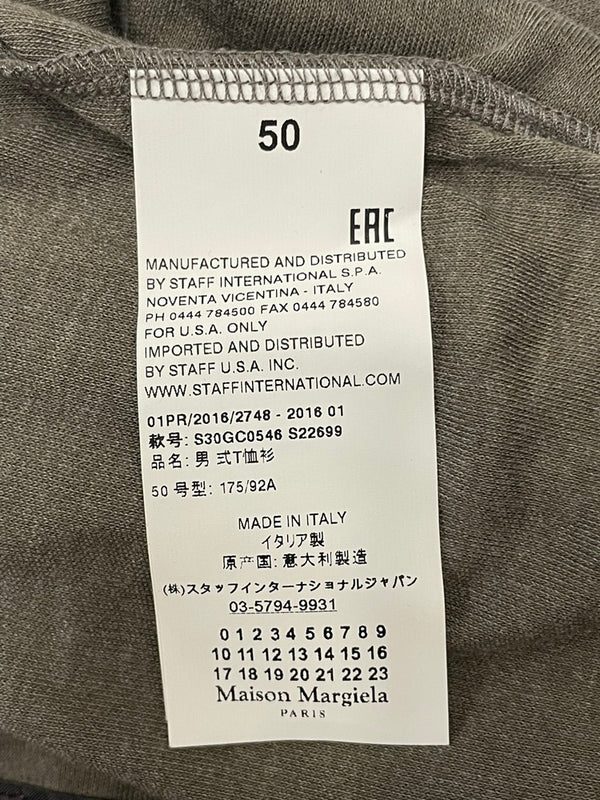 50
EAC
MANUFACTURED AND DISTRIBUTED
BY STAFF INTERNATIONAL S.P.A.
NOVENTA VICENTINA - ITALY
PH 0444 784500 FAX 0444 784580
FOR U.S.A. ONLY
IMPORTED AND DISTRIBUTED
BY STAFF U.S.A. INC.
WWW.STAFFINTERNATIONAL.COM
01PR/2016/2748 - 2016 01
款号: S30GC0546 S22699
品名: 男 式T恤衫
50 号型: 175/92A
MADE IN ITALY
イタリア製
原产国: 意大利製造
(株)スタッフインターナショナルジャパン
03-5794-9931
0 1 2 3 4 5 6 7 8 9
10 11 12 13 14 15 16
17 18 19 20 21 22 23
Maison Margiela
PARIS